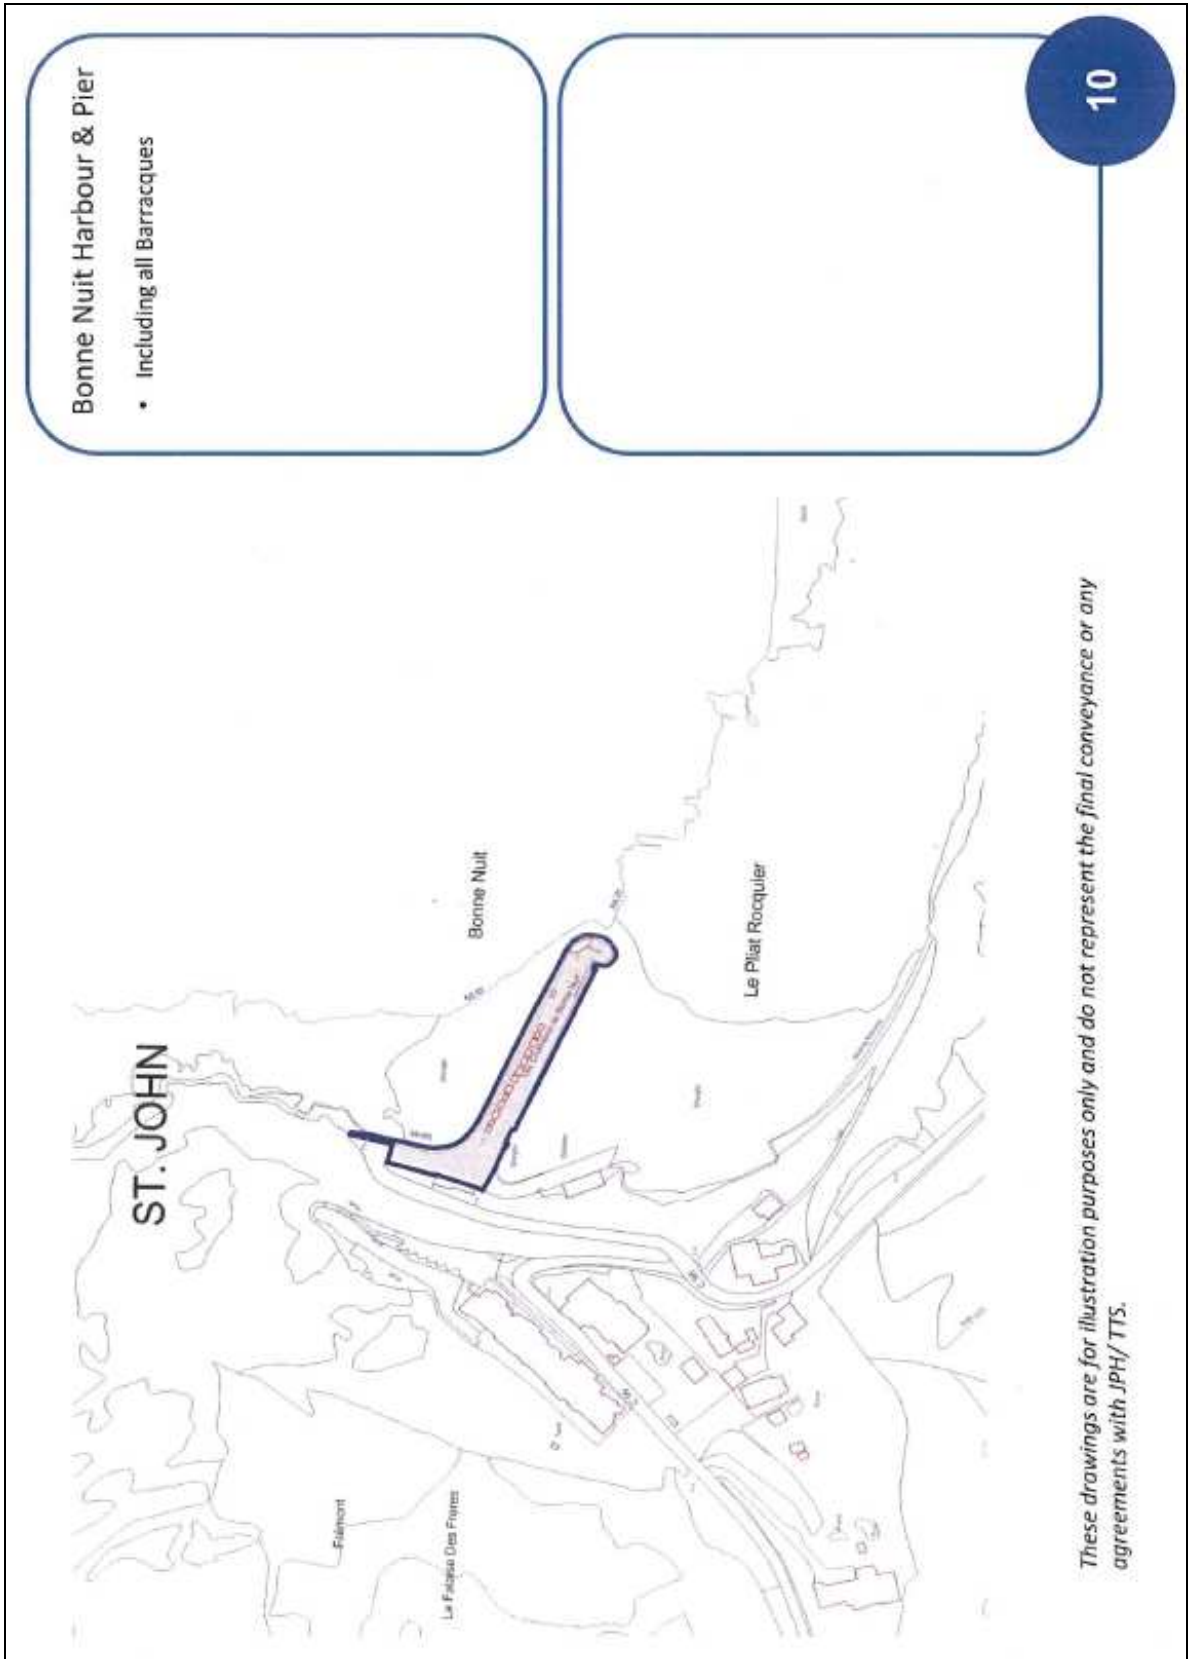 Bonne Nuit Harbour & Pier
• Including all Barracques
10
ST. JOHN
Bonne Nuit
Le Pliat Rocquier
Frémont
La Falaise Des Frères
These drawings are for illustration purposes only and do not represent the final conveyance or any
agreements with JPH/ TTS.